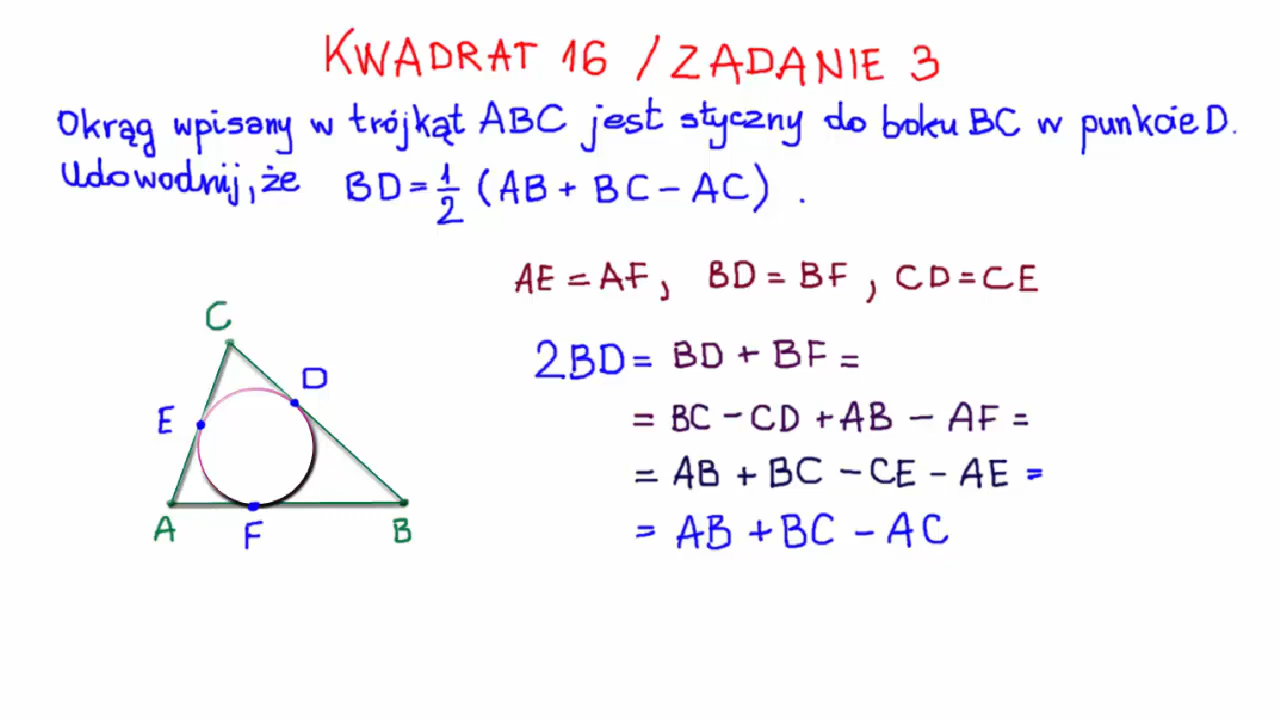 KWADRAT 16 / ZADANIE 3
Okrąg wpisany w trójkąt ABC jest styczny do boku BC w punkcie D.
Udowodnij, że BD = 1/2 (AB + BC - AC) .
AE = AF, BD = BF, CD = CE
C
D
2BD = BD + BF =
E
= BC - CD + AB - AF =
= AB + BC - CE - AE =
A
F
B
= AB + BC - AC